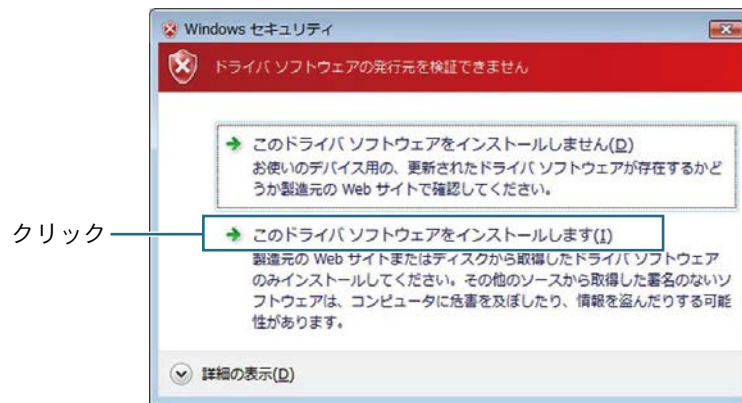 Windows セキュリティ
ドライバ ソフトウェアの発行元を検証できません
このドライバ ソフトウェアをインストールしません(D)
お使いのデバイス用の、更新されたドライバ ソフトウェアが存在するかど
うか製造元の Web サイトで確認してください。
クリック
このドライバ ソフトウェアをインストールします(I)
製造元の Web サイトまたはディスクから取得したドライバ ソフトウェア
のみインストールしてください。その他のソースから取得した署名のないソ
フトウェアは、コンピュータに危害を及ぼしたり、情報を盗んだりする可能
性があります。
詳細の表示(D)